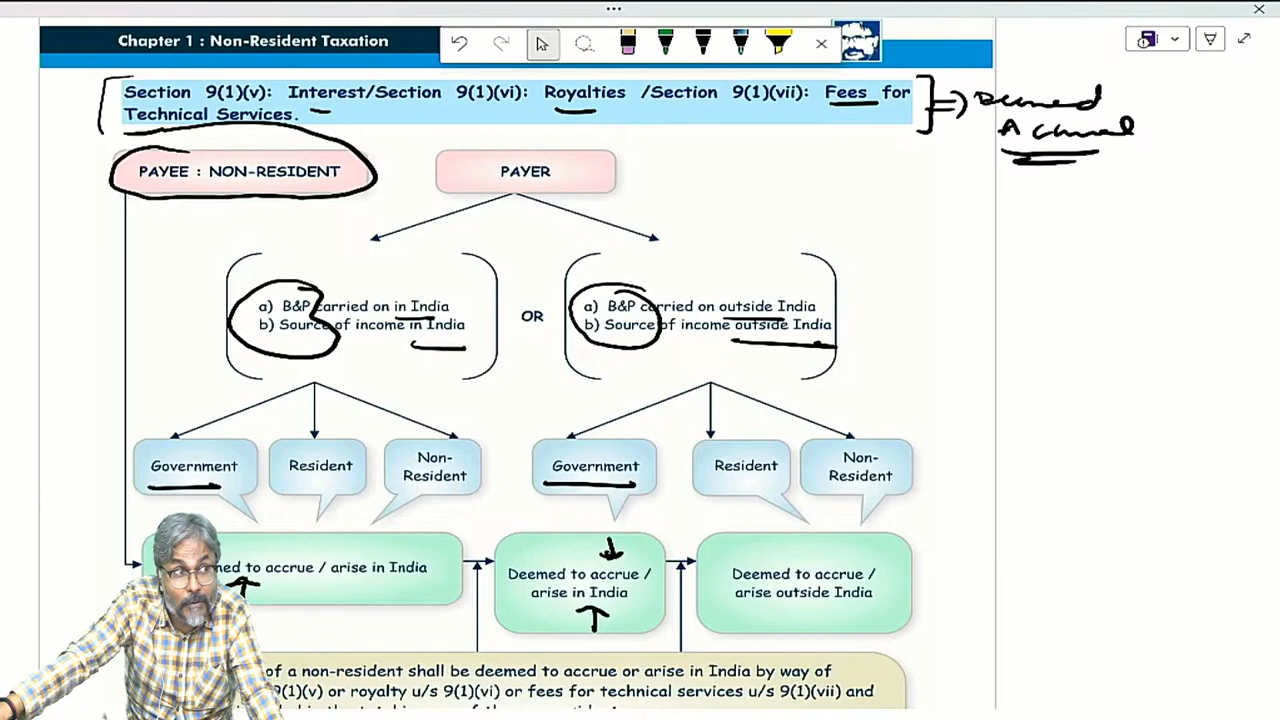 Chapter 1 : Non-Resident Taxation
Section 9(1)(v): Interest/Section 9(1)(vi): Royalties /Section 9(1)(vii): Fees for
Technical Services.
Deemed
Accrual
PAYEE : NON-RESIDENT
PAYER
a) B&P carried on in India
b) Source of income in India
OR
a) B&P carried on outside India
b) Source of income outside India
Government
Resident
Non-
Resident
Government
Resident
Non-
Resident
to accrue / arise in India
Deemed to accrue /
arise in India
Deemed to accrue /
arise outside India
of a non-resident shall be deemed to accrue or arise in India by way of
9(1)(v) or royalty u/s 9(1)(vi) or fees for technical services u/s 9(1)(vii) and